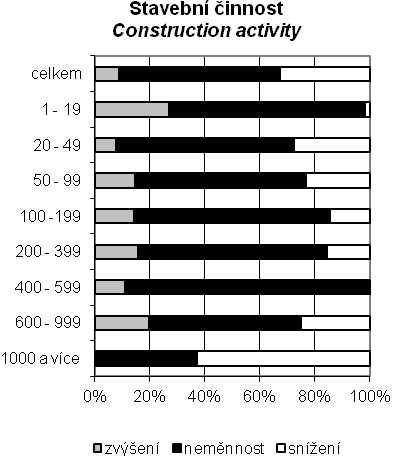 Stavební činnost
Construction activity
celkem
1 - 19
20 - 49
50 - 99
100 -199
200 - 399
400 - 599
600 - 999
1000 a více
0% 20% 40% 60% 80% 100%
zvýšení neměnnost snížení